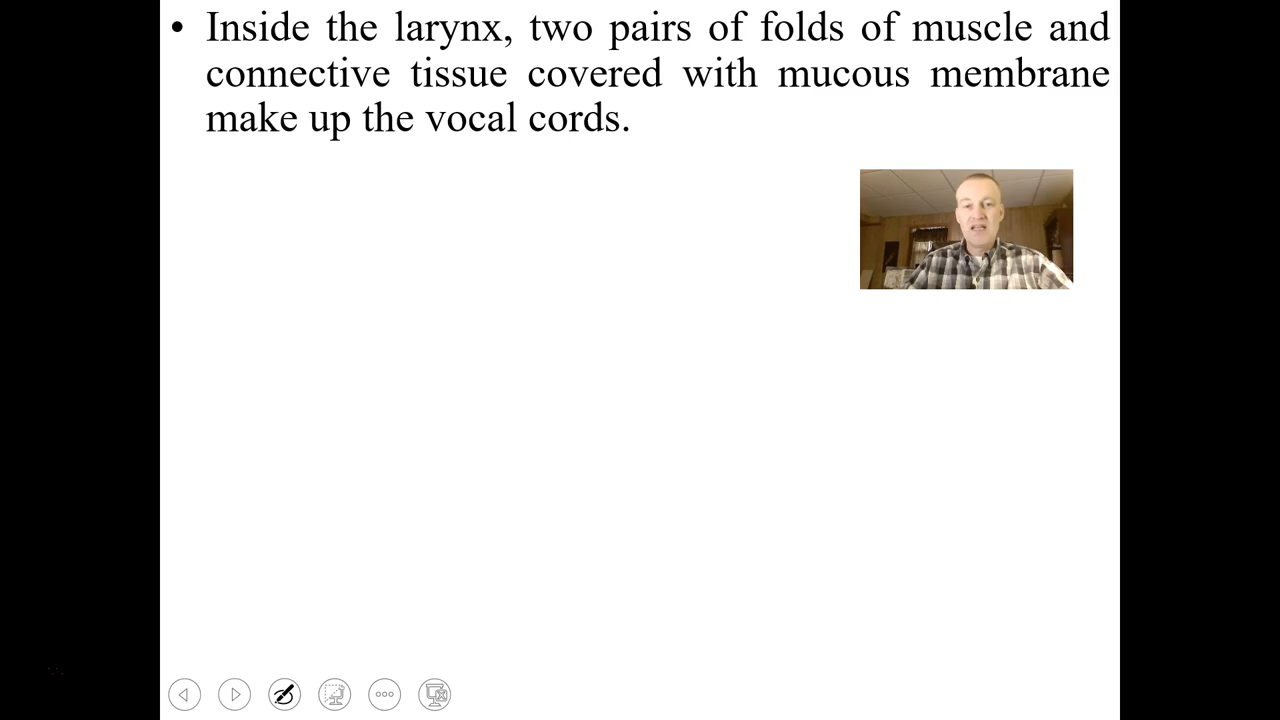 • Inside the larynx, two pairs of folds of muscle and
connective tissue covered with mucous membrane
make up the vocal cords.